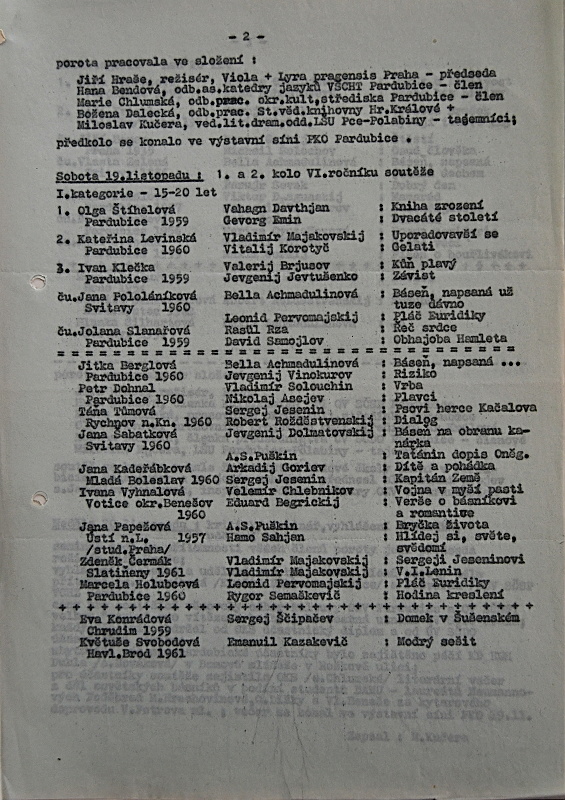 - 2 -
porota pracovala ve složení :
Jiří Hraše, režisér, Viola + Lyra pragensis Praha - předseda
Hana Bendová, odb.as.katedry jazyků VŠCHT Pardubice - člen
Marie Chlumská, odb.prac. okr.kult.střediska Pardubice - člen
Božena Dalecká, odb.prac. St.věd.knihovny Hr.Králové +
Miloslav Kučera, ved.lit.dram.odd.LŠU Pce-Polabiny - tajemníci;
předkolo se konalo ve výstavní síni PKO Pardubice .
Sobota 19.listopadu : 1. a 2. kolo VI.ročníku soutěže
I.kategorie - 15-20 let
1. Olga Štíhelová Vahagn Davthjan : Kniha zrození
Pardubice 1959 Gevorg Emin : Dvacáté století
2. Kateřina Levinská Vladimír Majakovskij : Uporadovavší se
Pardubice 1960 Vitalij Korotyč : Gelati
3. Ivan Klečka Valerij Brjusov : Kůň plavý
Pardubice 1959 Jevgenij Jevtušenko : Závist
ču.Jana Pololáníková Bella Achmadulinová : Báseň, napsaná už
Svitavy 1960 tuze dávno
Leonid Pervomajskij : Pláč Euridiky
ču.Jolana Slanařová Rasúl Rza : Řeč srdce
Pardubice 1959 David Samojlov : Obhajoba Hamleta
= = = = = = = = = = = = = = = = = = = = = = = = = = = = = =
Jitka Berglová Bella Achmadulinová : Báseň, napsaná ...
Pardubice 1960 Jevgenij Vinokurov : Riziko
Petr Dohnal Vladimír Solouchin : Vrba
Pardubice 1960 Nikolaj Asejev : Plavci
Táňa Tůmová Sergej Jesenin : Psovi herce Kačalova
Rychnov n.Kn. 1960 Robert Rožděstvenskij : Dialog
Jana Šabatková Jevgenij Dolmatovskij : Báseň na obranu ka-
Svitavy 1960 nárka
A.S.Puškin : Tatánin dopis Oněg.
Jana Kadeřábková Arkadij Goriev : Dítě a pohádka
Mladá Boleslav 1960 Sergej Jesenin : Kapitán Země
Ivana Vyhnalová Velemír Chlebnikov : Vojna v myší pasti
Votice okr.Benešov Eduard Begrickij : Verše o básníkovi
1960 a romantive
Jana Papežová A.S.Puškin : Bryčka života
Ústí n.L. 1957 Hamo Sahjan : Hlídej si, světe,
/stud.Praha/ svědomí
Zdeněk Čermák Vladimír Majakovskij : Sergeji Jeseninovi
Slatiňany 1961 Vladimír Majakovskij : V.I.Lenin
Marcela Holubcová Leonid Pervomajskij : Pláč Euridiky
Pardubice 1960 Rygor Semaškevič : Hodina kreslení
+ + + + + + + + + + + + + + + + + + + + + + + + + + + + + +
Eva Konrádová Sergej Ščipačev : Domek v Šušenském
Chrudim 1959
Květuše Svobodová Emanuil Kazakevič : Modrý sešit
Havl.Brod 1961